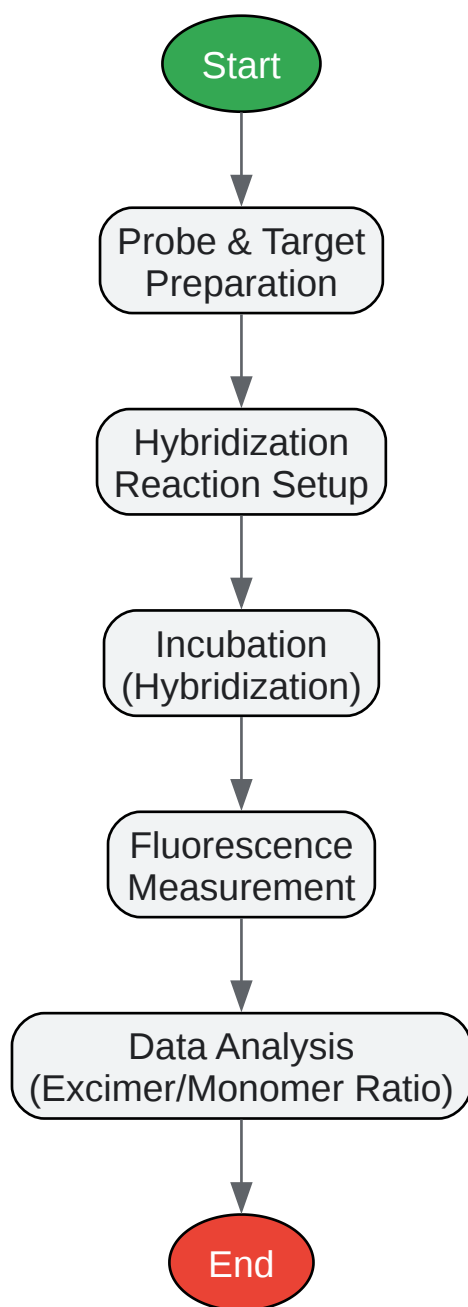 Start
Probe & Target
Preparation
Hybridization
Reaction Setup
Incubation
(Hybridization)
Fluorescence
Measurement
Data Analysis
(Excimer/Monomer Ratio)
End